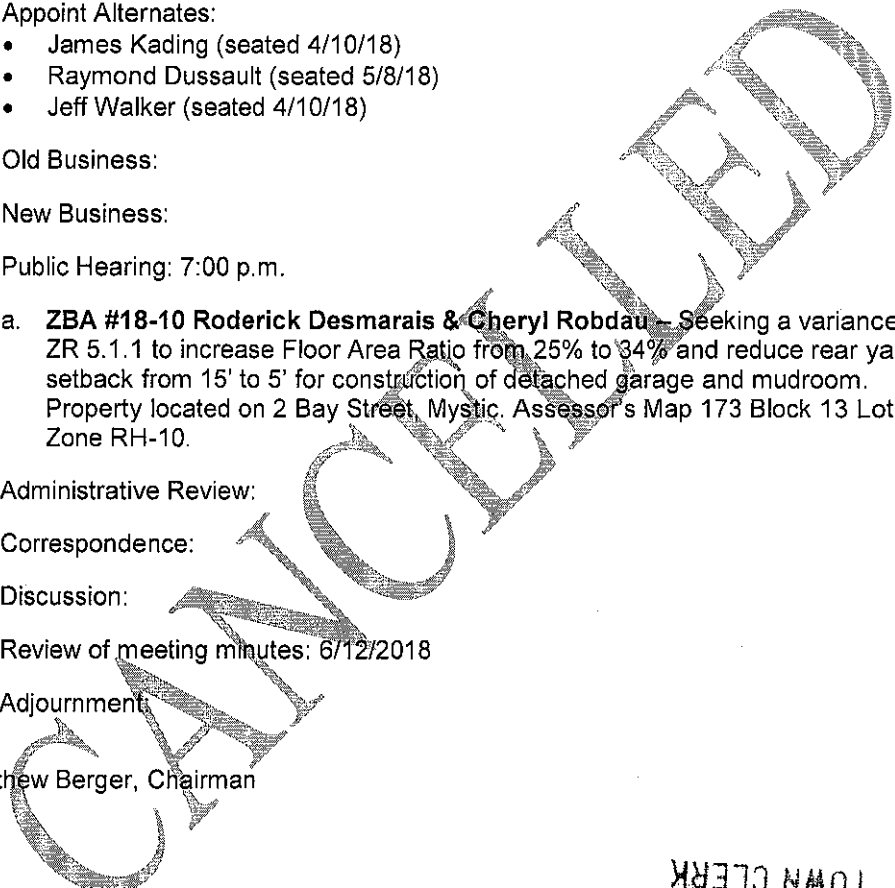 Appoint Alternates:
• James Kading (seated 4/10/18)
• Raymond Dussault (seated 5/8/18)
• Jeff Walker (seated 4/10/18)
Old Business:
New Business:
Public Hearing: 7:00 p.m.
a. ZBA #18-10 Roderick Desmarais & Cheryl Robdau – Seeking a variance
ZR 5.1.1 to increase Floor Area Ratio from 25% to 34% and reduce rear ya
setback from 15' to 5' for construction of detached garage and mudroom.
Property located on 2 Bay Street, Mystic. Assessor's Map 173 Block 13 Lot
Zone RH-10.
Administrative Review:
Correspondence:
Discussion:
Review of meeting minutes: 6/12/2018
Adjournment:
thew Berger, Chairman
CANCELLED
TOWN CLERK